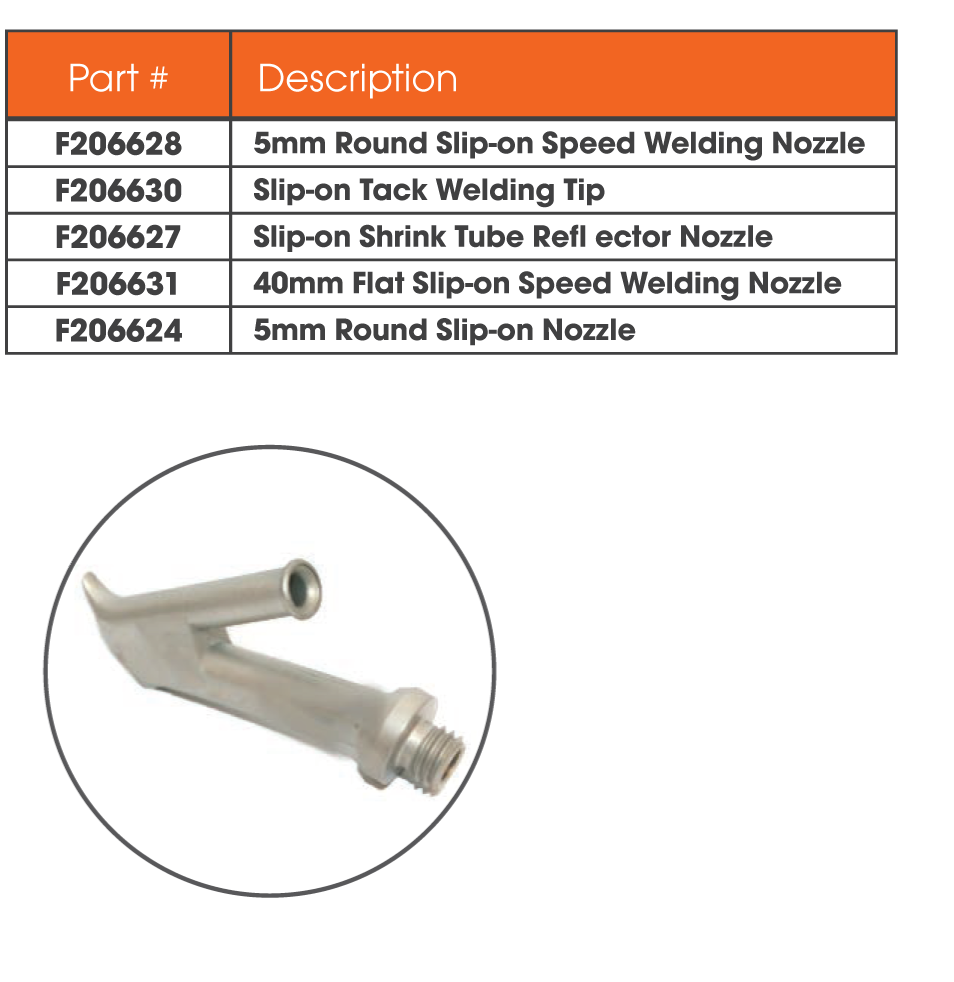 Part # Description
F206628 5mm Round Slip-on Speed Welding Nozzle
F206630 Slip-on Tack Welding Tip
F206627 Slip-on Shrink Tube Refl ector Nozzle
F206631 40mm Flat Slip-on Speed Welding Nozzle
F206624 5mm Round Slip-on Nozzle